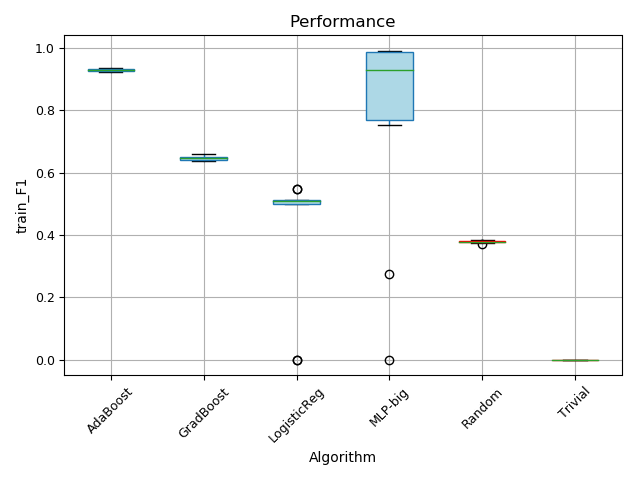 Performance
train_F1
1.0
0.8
0.6
0.4
0.2
0.0
AdaBoost
GradBoost
LogisticReg
MLP-big
Random
Trivial
Algorithm